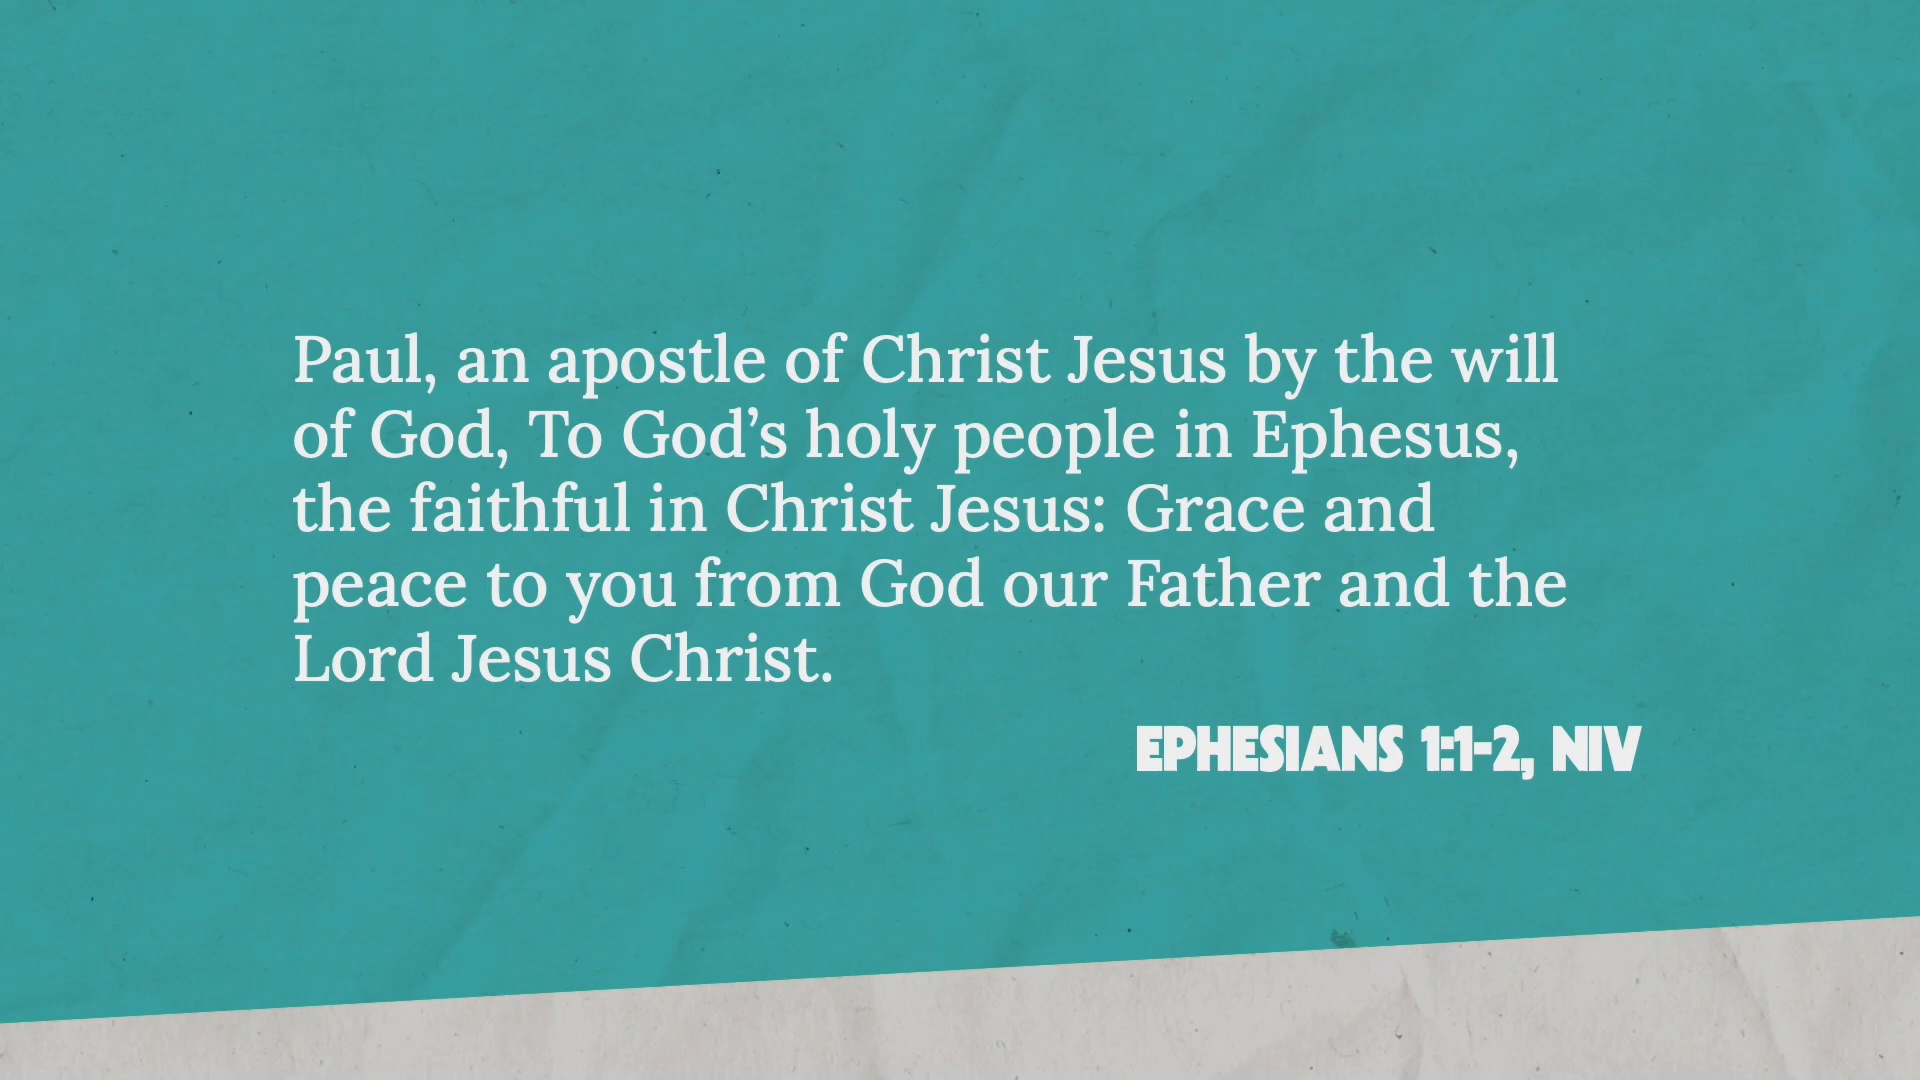 Paul, an apostle of Christ Jesus by the will
of God, To God’s holy people in Ephesus,
the faithful in Christ Jesus: Grace and
peace to you from God our Father and the
Lord Jesus Christ.
EPHESIANS 1:1-2, NIV